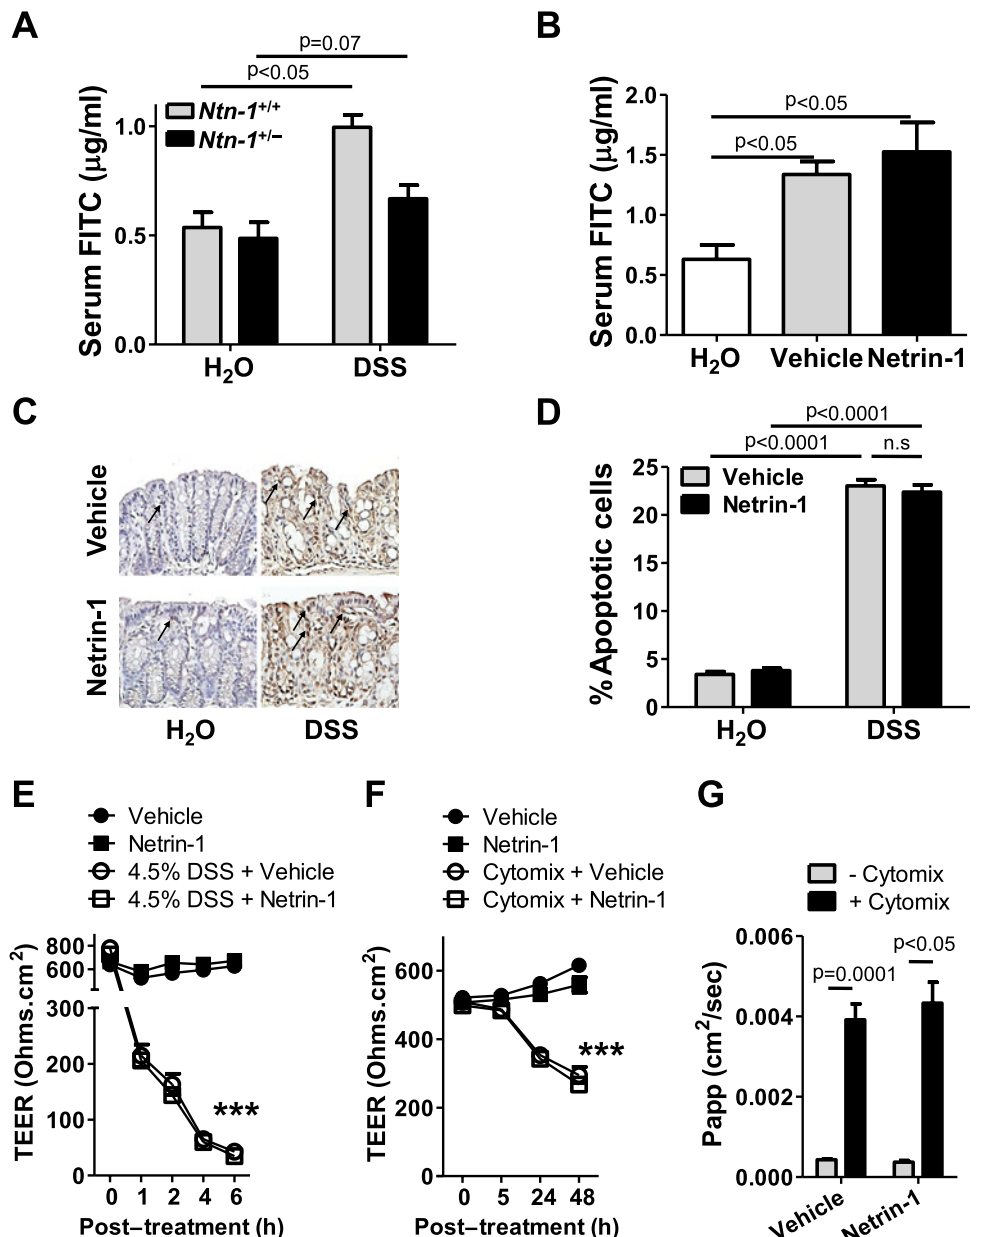 A
p=0.07
p<0.05
Ntn-1+/+
Ntn-1+/−
Serum FITC (µg/ml)
1.0
0.5
0.0
H2O
DSS
B
p<0.05
p<0.05
Serum FITC (µg/ml)
2.0
1.5
1.0
0.5
0.0
H2O
Vehicle
Netrin-1
C
Vehicle
Netrin-1
H2O
DSS
D
p<0.0001
p<0.0001
n.s
Vehicle
Netrin-1
% Apoptotic cells
25
20
15
10
5
0
H2O
DSS
E
Vehicle
Netrin-1
4.5% DSS + Vehicle
4.5% DSS + Netrin-1
TEER (Ohms.cm2)
800
600
300
200
100
0
***
0 1 2 4 6
Post–treatment (h)
F
Vehicle
Netrin-1
Cytomix + Vehicle
Cytomix + Netrin-1
TEER (Ohms.cm2)
600
400
200
0
***
0 5 24 48
Post–treatment (h)
G
- Cytomix
+ Cytomix
Papp (cm2/sec)
0.006
0.004
0.002
0.000
p=0.0001
p<0.05
Vehicle
Netrin-1